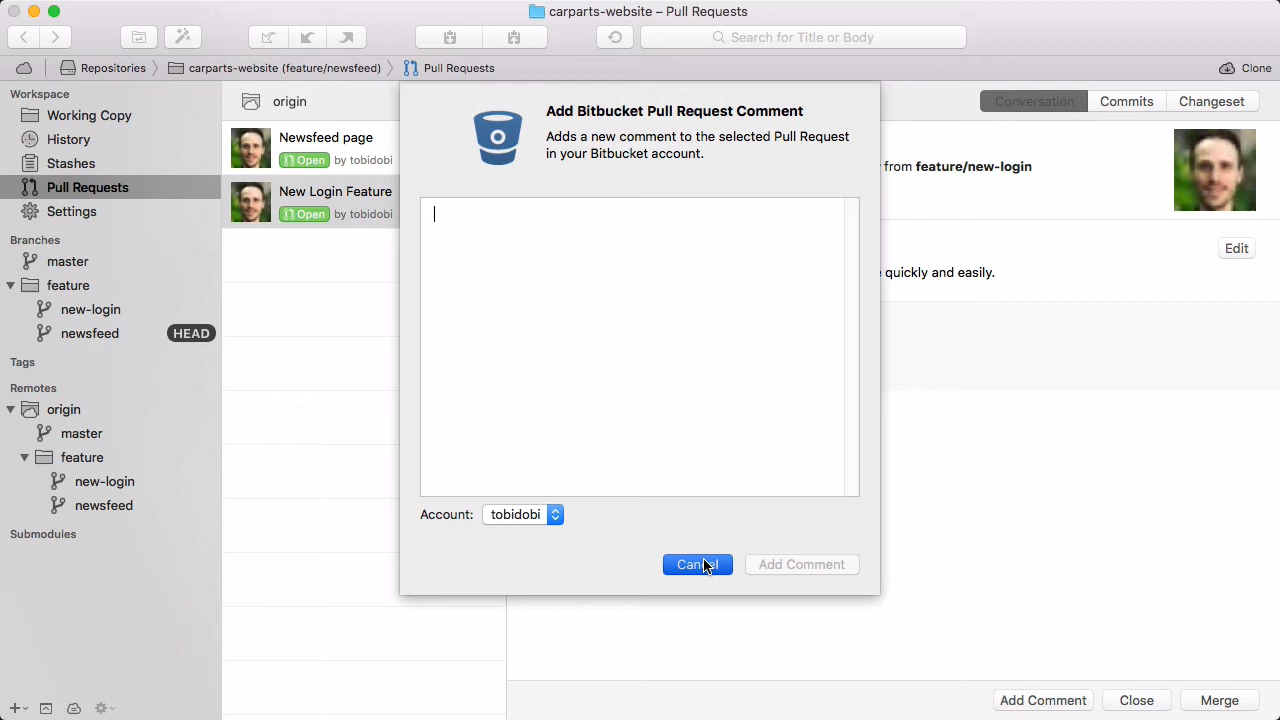 carparts-website – Pull Requests
Search for Title or Body
Repositories
carparts-website (feature/newsfeed)
Pull Requests
Clone
Workspace
Working Copy
History
Stashes
Pull Requests
Settings
Branches
master
feature
new-login
newsfeed
HEAD
Tags
Remotes
origin
master
feature
new-login
newsfeed
Submodules
origin
Newsfeed page
Open by tobidobi
New Login Feature
Open by tobidobi
Add Bitbucket Pull Request Comment
Adds a new comment to the selected Pull Request
in your Bitbucket account.
Account: tobidobi
Cancel
Add Comment
Conversation
Commits
Changeset
from feature/new-login
Edit
quickly and easily.
Add Comment
Close
Merge